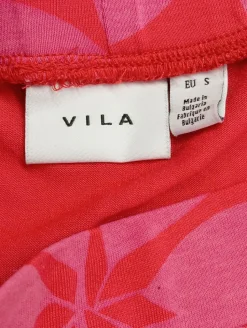 VILA
EU S
Made in
Bulgaria
Fabriqué en
Bulgarie